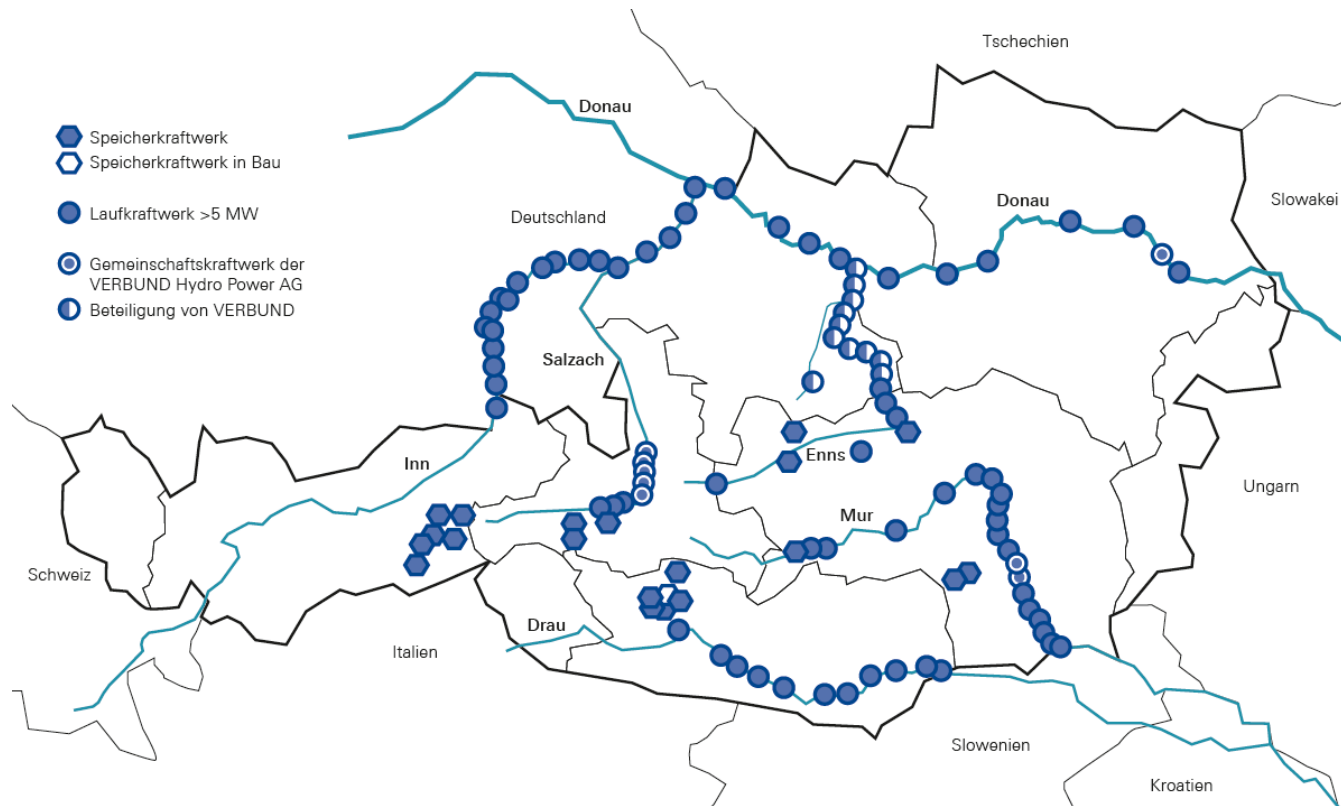 Tschechien
Donau
Speicherkraftwerk
Speicherkraftwerk in Bau
Laufkraftwerk >5 MW
Deutschland
Donau
Slowakei
Gemeinschaftskraftwerk der
VERBUND Hydro Power AG
Beteiligung von VERBUND
Salzach
Inn
Enns
Ungarn
Mur
Schweiz
Drau
Italien
Slowenien
Kroatien